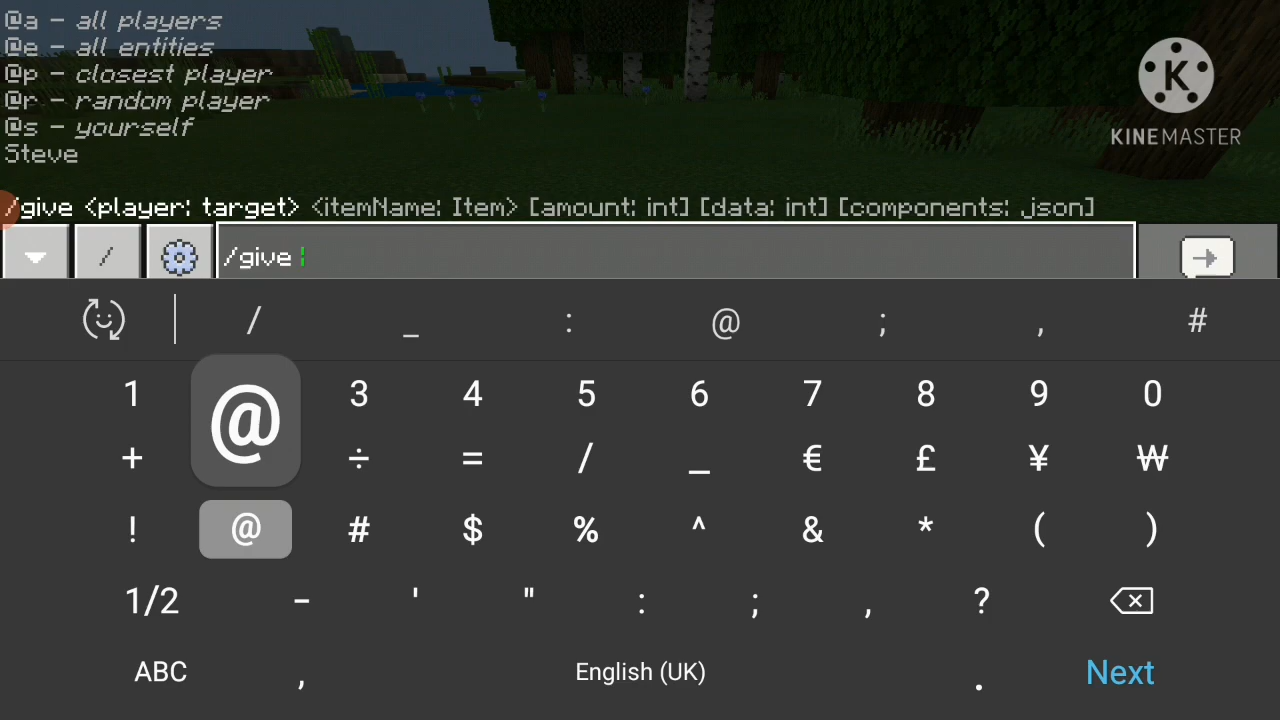 @a - all players
@e - all entities
@p - closest player
@r - random player
@s - yourself
Steve
K
KINEMASTER
/give <player: target> <itemName: Item> [amount: int] [data: int] [components: json]
/
/give
/ _ : @ ; , #
1 @ 3 4 5 6 7 8 9 0
+ ÷ = / _ € £ ¥ ₩
! @ # $ % ^ & * ( )
1/2 - ' " : ; , ?
ABC , English (UK) . Next